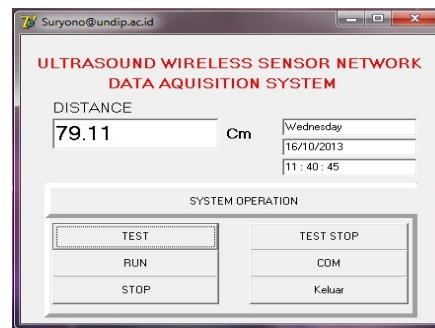 Suryono@undip.ac.id
ULTRASOUND WIRELESS SENSOR NETWORK
DATA AQUISITION SYSTEM
DISTANCE
79.11 Cm
Wednesday
16/10/2013
11 : 40 : 45
SYSTEM OPERATION
TEST TEST STOP
RUN COM
STOP Keluar